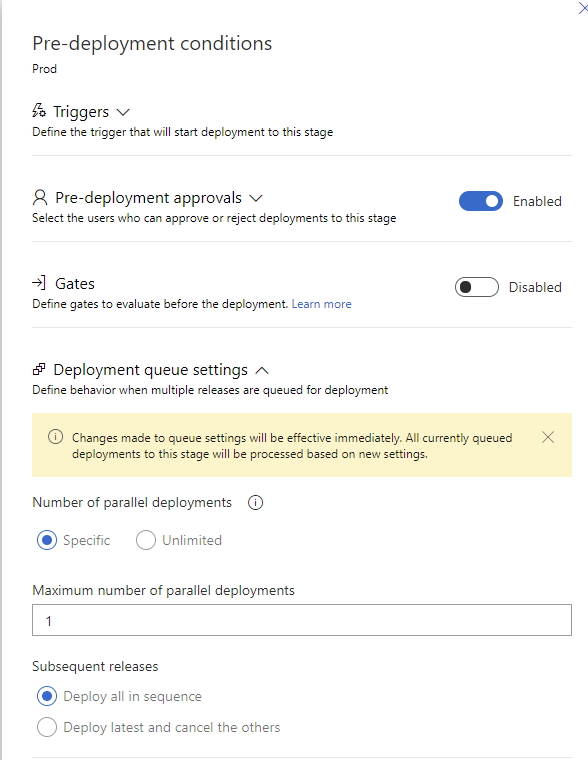 Pre-deployment conditions
Prod
Triggers
Define the trigger that will start deployment to this stage
Pre-deployment approvals
Enabled
Select the users who can approve or reject deployments to this stage
Gates
Disabled
Define gates to evaluate before the deployment. Learn more
Deployment queue settings
Define behavior when multiple releases are queued for deployment
Changes made to queue settings will be effective immediately. All currently queued
deployments to this stage will be processed based on new settings.
Number of parallel deployments
Specific Unlimited
Maximum number of parallel deployments
1
Subsequent releases
Deploy all in sequence
Deploy latest and cancel the others